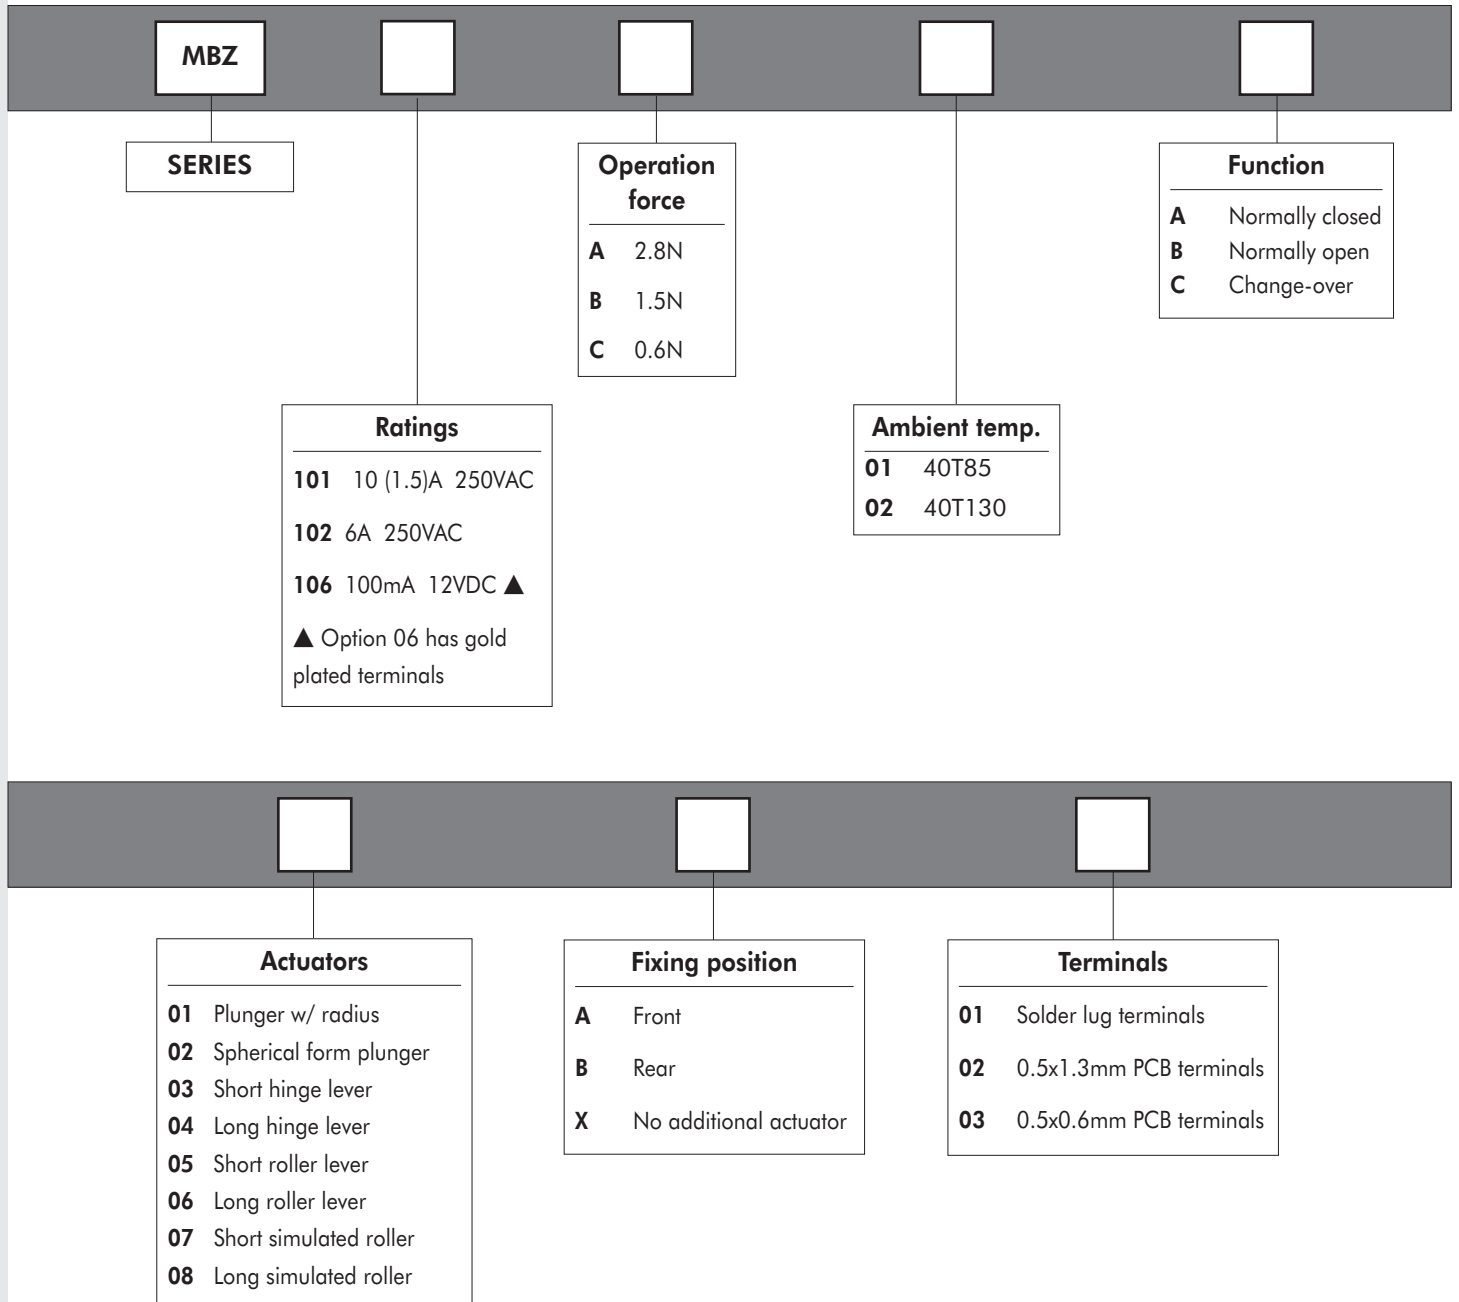 MBZ
SERIES
Operation
force
A 2.8N
B 1.5N
C 0.6N
Function
A Normally closed
B Normally open
C Change-over
Ratings
101 10 (1.5)A 250VAC
102 6A 250VAC
106 100mA 12VDC ▲
▲ Option 06 has gold
plated terminals
Ambient temp.
01 40T85
02 40T130
Actuators
01 Plunger w/ radius
02 Spherical form plunger
03 Short hinge lever
04 Long hinge lever
05 Short roller lever
06 Long roller lever
07 Short simulated roller
08 Long simulated roller
Fixing position
A Front
B Rear
X No additional actuator
Terminals
01 Solder lug terminals
02 0.5x1.3mm PCB terminals
03 0.5x0.6mm PCB terminals